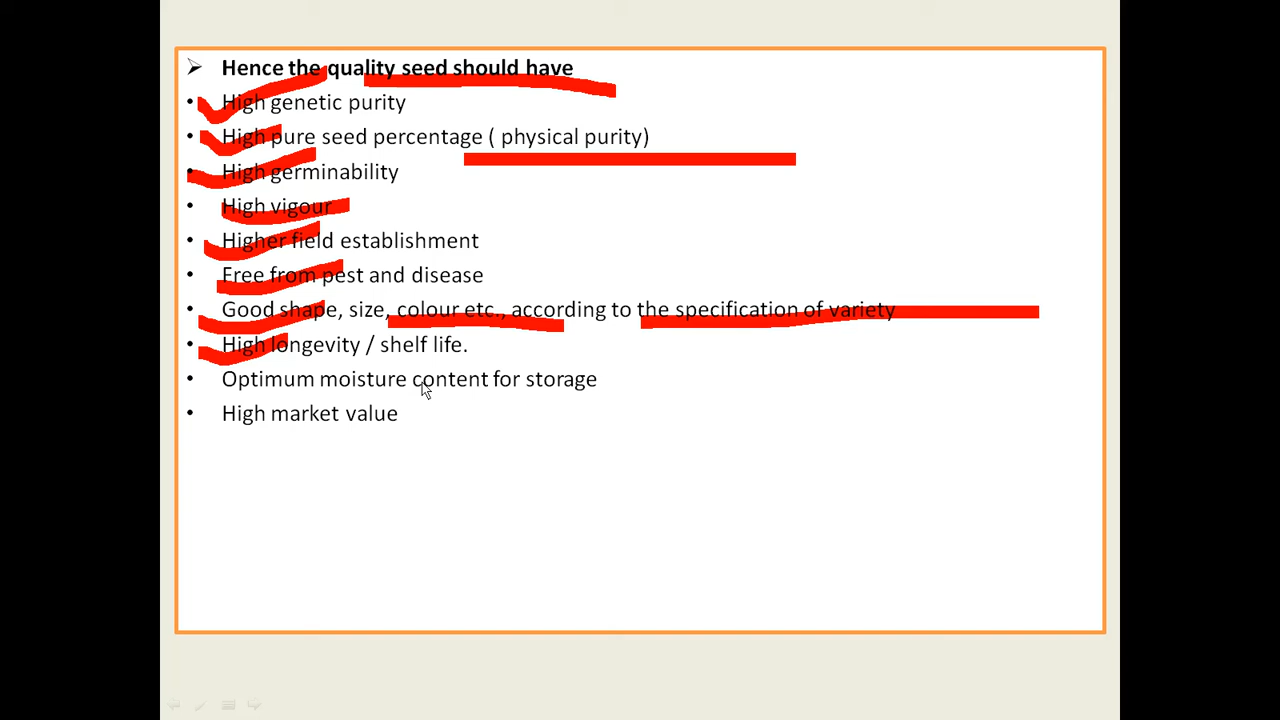 ➢ Hence the quality seed should have
• High genetic purity
• High pure seed percentage ( physical purity)
• High germinability
• High vigour
• Higher field establishment
• Free from pest and disease
• Good shape, size, colour etc., according to the specification of variety
• High longevity / shelf life.
• Optimum moisture content for storage
• High market value